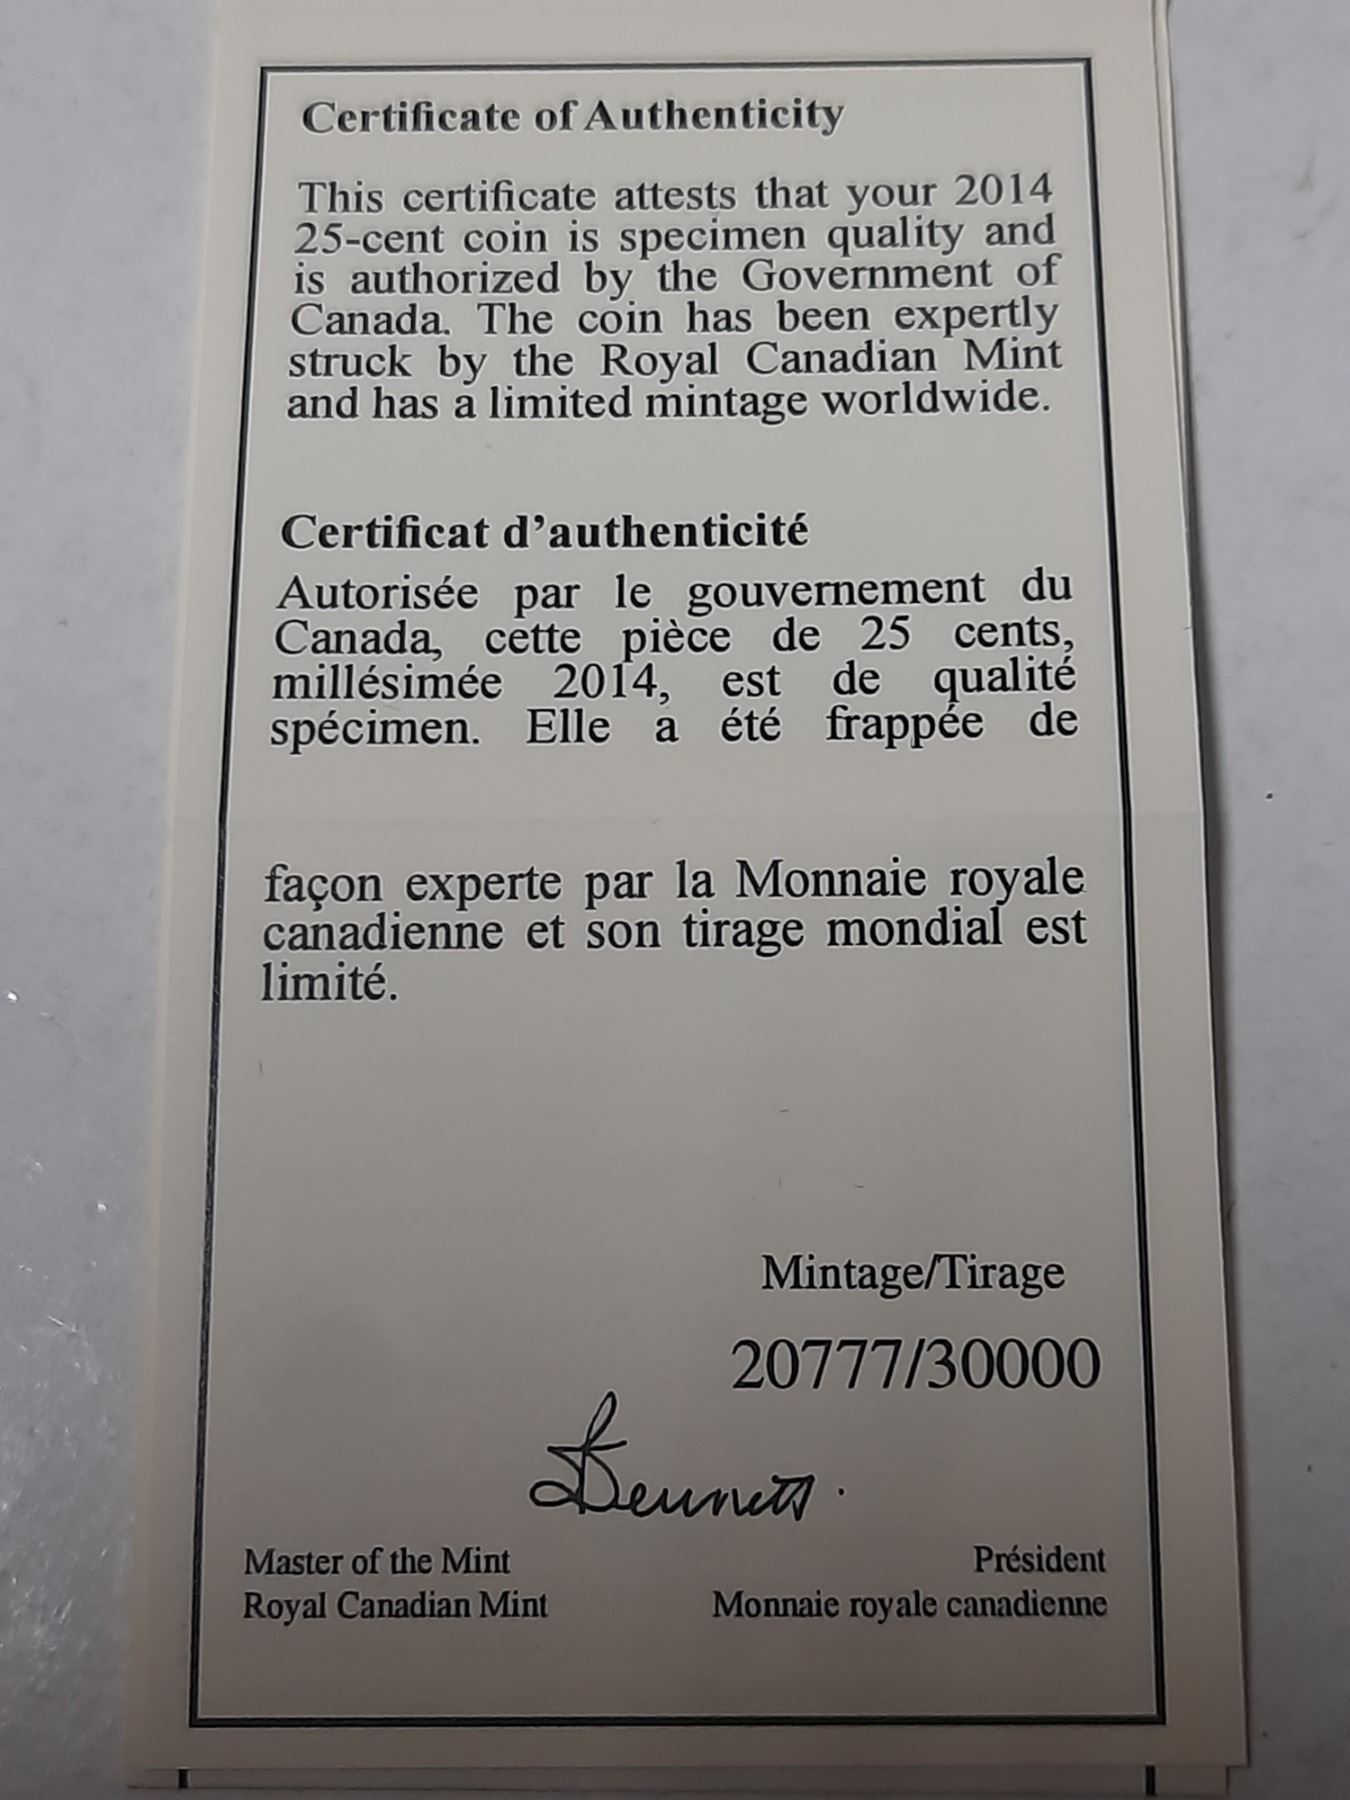 Certificate of Authenticity
This certificate attests that your 2014
25-cent coin is specimen quality and
is authorized by the Government of
Canada. The coin has been expertly
struck by the Royal Canadian Mint
and has a limited mintage worldwide.
Certificat d’authenticité
Autorisée par le gouvernement du
Canada, cette pièce de 25 cents,
millésimée 2014, est de qualité
spécimen. Elle a été frappée de
façon experte par la Monnaie royale
canadienne et son tirage mondial est
limité.
Mintage/Tirage
20777/30000
Bennett
Master of the Mint
Royal Canadian Mint
Président
Monnaie royale canadienne